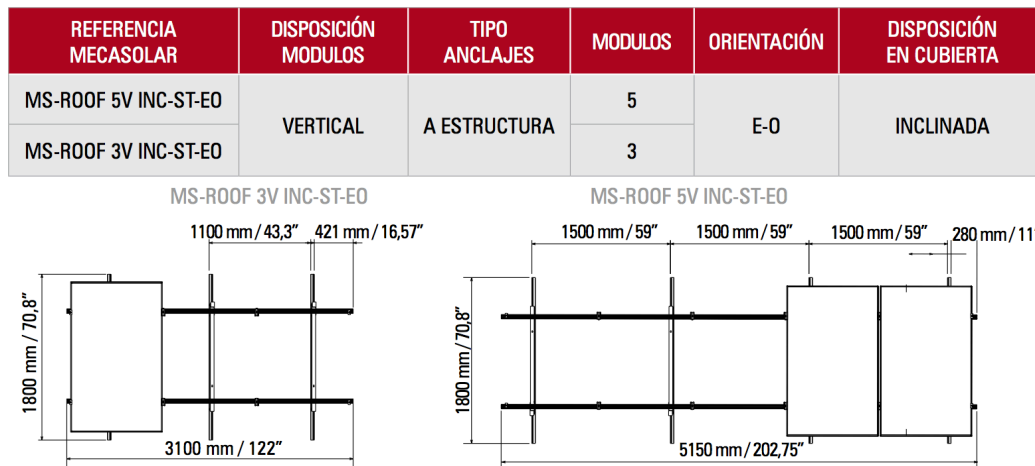 REFERENCIA MECASOLAR
DISPOSICIÓN MODULOS
TIPO ANCLAJES
MODULOS
ORIENTACIÓN
DISPOSICIÓN EN CUBIERTA
MS-ROOF 5V INC-ST-EO
VERTICAL
A ESTRUCTURA
5
E-O
INCLINADA
MS-ROOF 3V INC-ST-EO
3
MS-ROOF 3V INC-ST-EO
MS-ROOF 5V INC-ST-EO
1100 mm / 43,3"
421 mm / 16,57"
1800 mm / 70,8"
3100 mm / 122"
1500 mm / 59"
1500 mm / 59"
1500 mm / 59"
280 mm / 11"
1800 mm / 70,8"
5150 mm / 202,75"